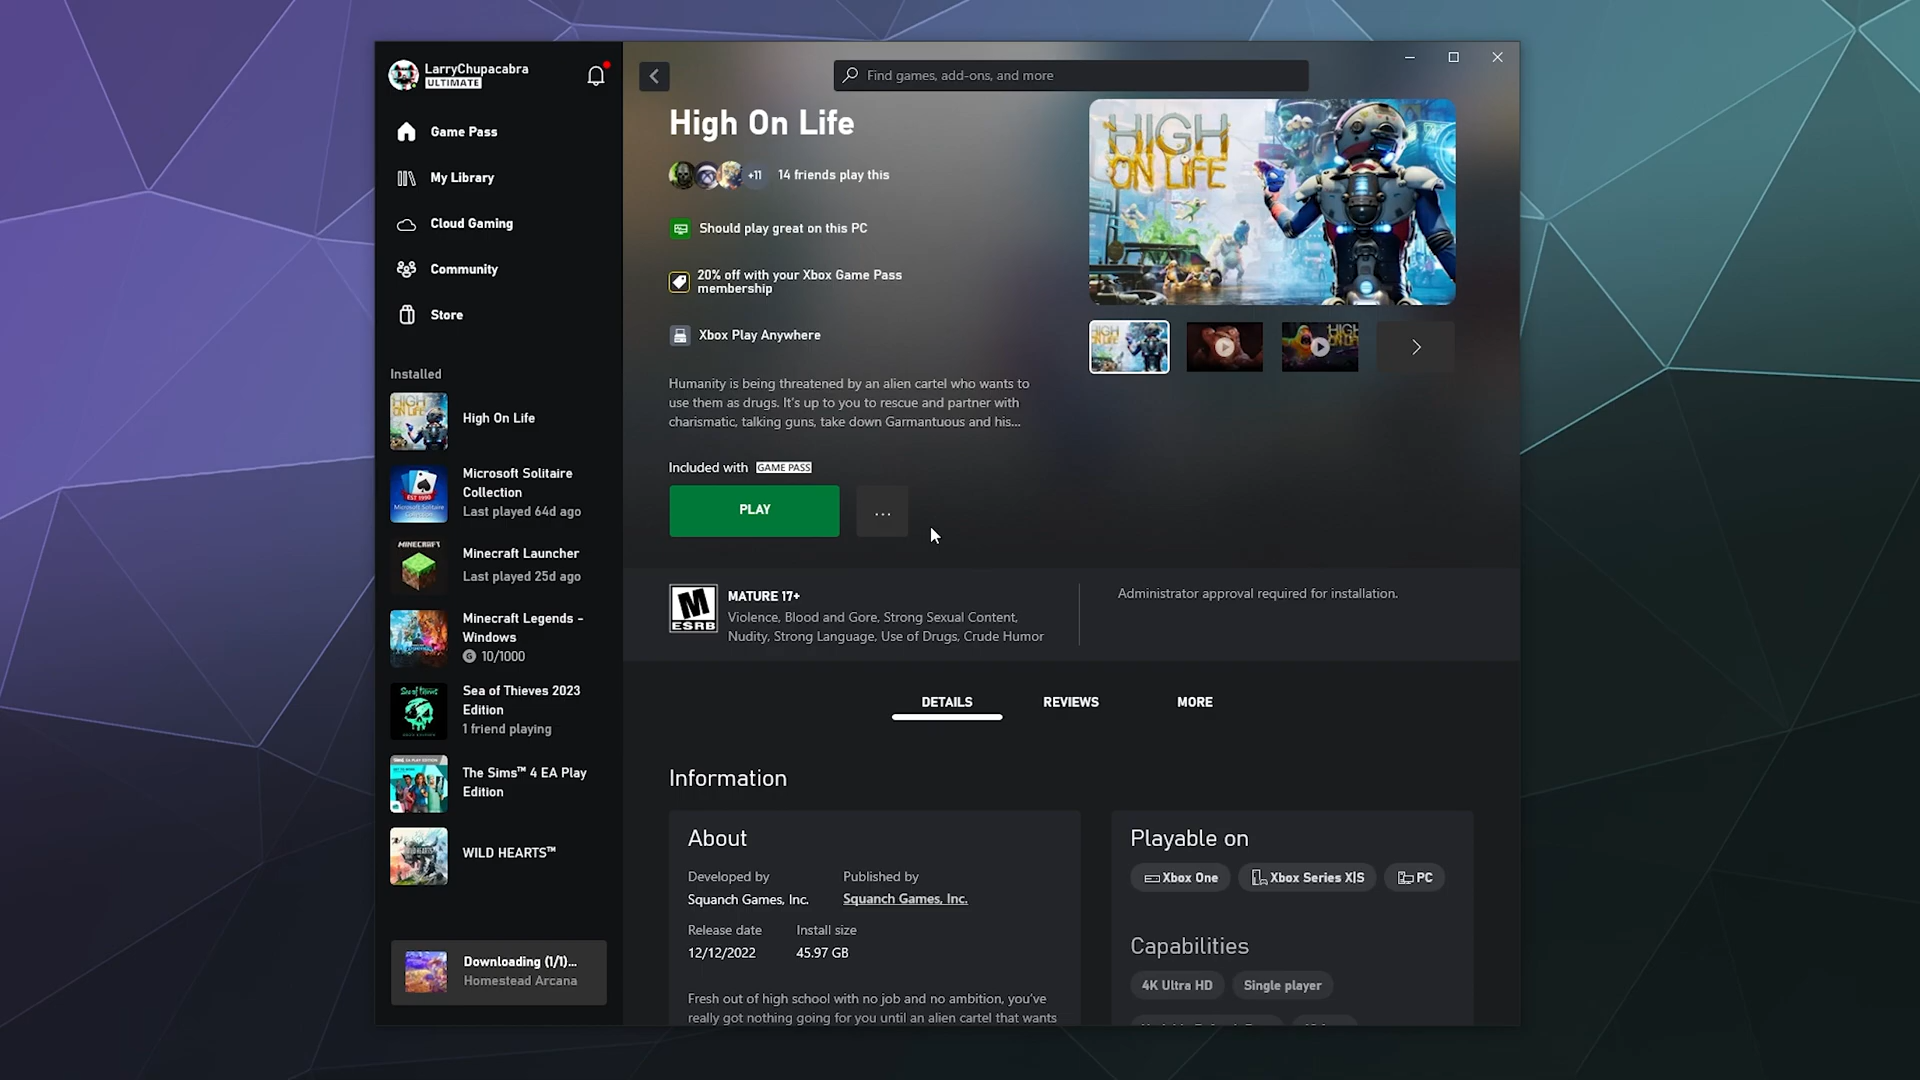 LarryChupacabra
ULTIMATE
Game Pass
My Library
Cloud Gaming
Community
Store
Installed
High On Life
Microsoft Solitaire
Collection
Last played 64d ago
Minecraft Launcher
Last played 25d ago
Minecraft Legends -
Windows
G 10/1000
Sea of Thieves 2023
Edition
1 friend playing
The Sims™ 4 EA Play
Edition
WILD HEARTS™
Downloading (1/1)...
Homestead Arcana
Find games, add-ons, and more
High On Life
+11 14 friends play this
Should play great on this PC
20% off with your Xbox Game Pass
membership
Xbox Play Anywhere
Humanity is being threatened by an alien cartel who wants to
use them as drugs. It's up to you to rescue and partner with
charismatic, talking guns, take down Garmantuous and his...
Included with GAME PASS
PLAY
...
HIGH
ON LIFE
M
ESRB
MATURE 17+
Violence, Blood and Gore, Strong Sexual Content,
Nudity, Strong Language, Use of Drugs, Crude Humor
Administrator approval required for installation.
DETAILS REVIEWS MORE
Information
About
Developed by Published by
Squanch Games, Inc. Squanch Games, Inc.
Release date Install size
12/12/2022 45.97 GB
Fresh out of high school with no job and no ambition, you've
really got nothing going for you until an alien cartel that wants
Playable on
Xbox One Xbox Series X|S PC
Capabilities
4K Ultra HD Single player